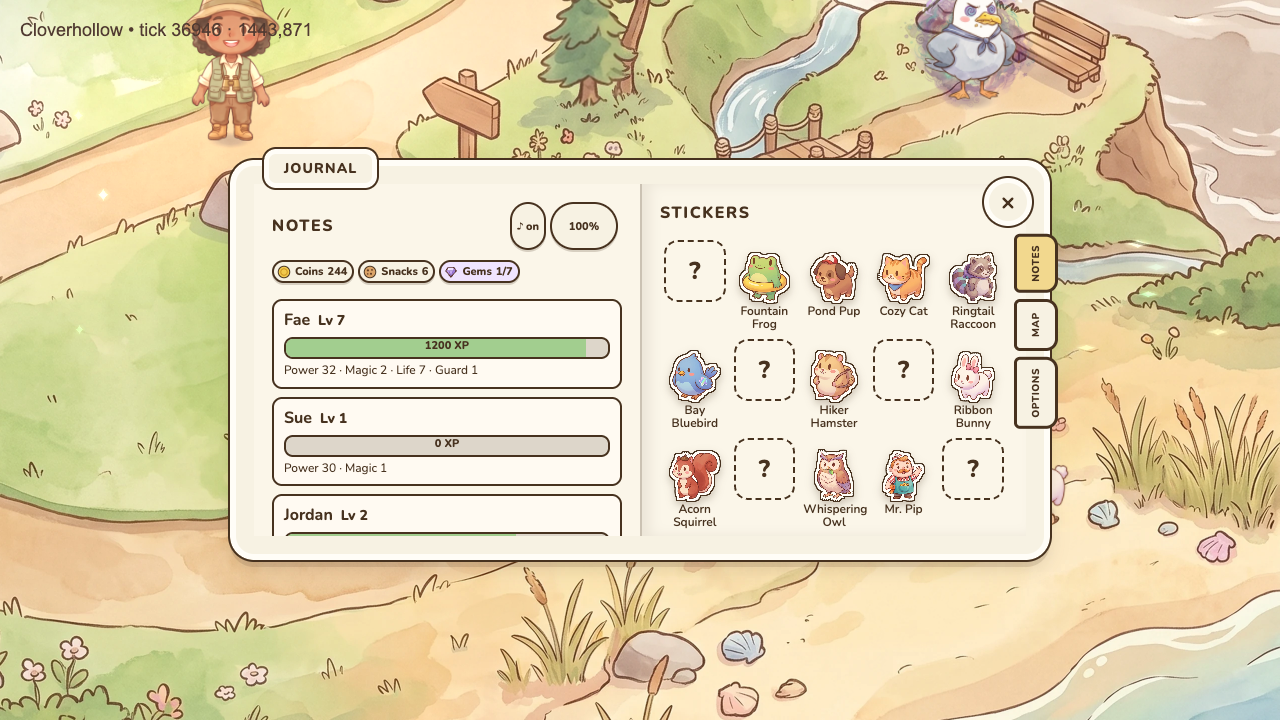 Cloverhollow • tick 36946 · 1443,871
JOURNAL
NOTES
♪ on
100%
Coins 244
Snacks 6
Gems 1/7
Fae Lv 7
1200 XP
Power 32 · Magic 2 · Life 7 · Guard 1
Sue Lv 1
0 XP
Power 30 · Magic 1
Jordan Lv 2
STICKERS
×
?
Fountain
Frog
Pond Pup
Cozy Cat
Ringtail
Raccoon
Bay
Bluebird
?
Hiker
Hamster
?
Ribbon
Bunny
Acorn
Squirrel
?
Whispering
Owl
Mr. Pip
?
NOTES
MAP
OPTIONS